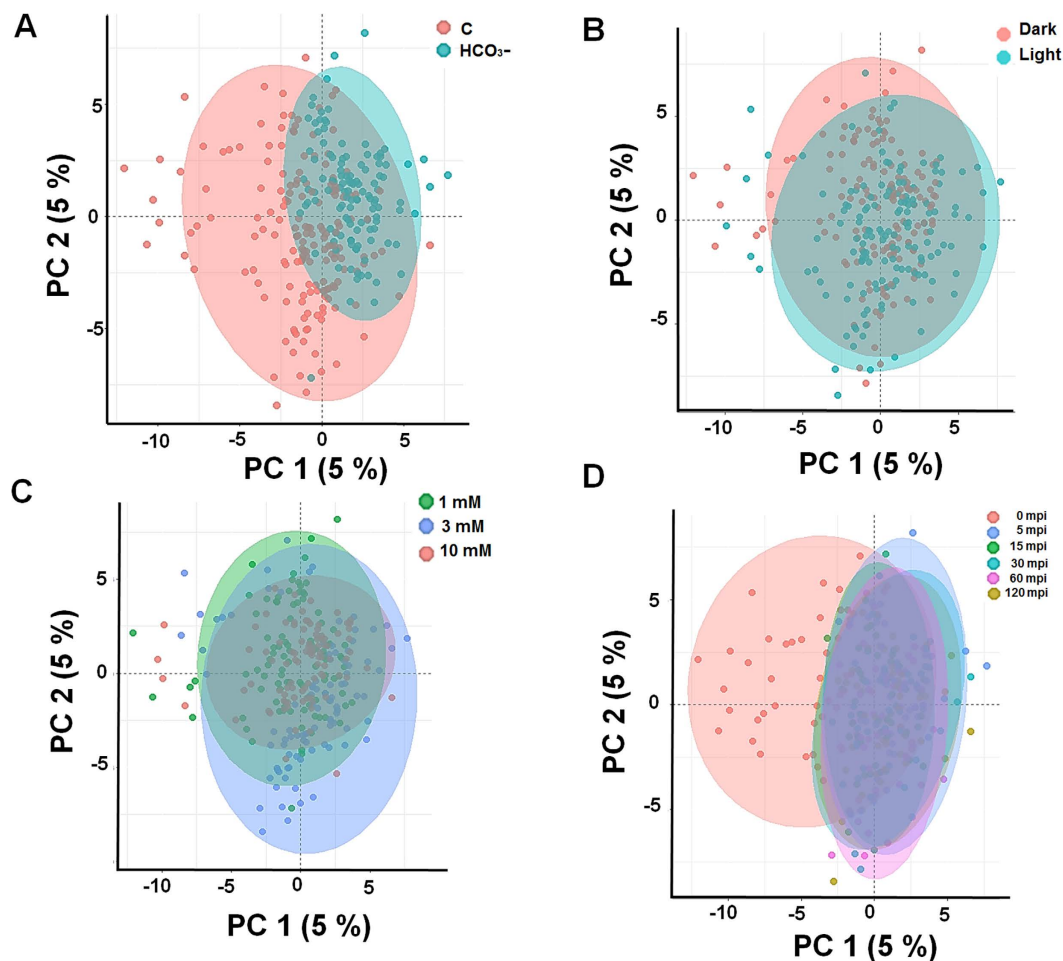 A
C
HCO₃−
PC 2 (5 %)
5
0
-5
-10
-5
0
5
PC 1 (5 %)
B
Dark
Light
PC 2 (5 %)
5
0
-5
-10
-5
0
5
PC 1 (5 %)
C
1 mM
3 mM
10 mM
PC 2 (5 %)
5
0
-5
-10
-5
0
5
PC 1 (5 %)
D
0 mpi
5 mpi
15 mpi
30 mpi
60 mpi
120 mpi
PC 2 (5 %)
5
0
-5
-10
-5
0
5
PC 1 (5 %)